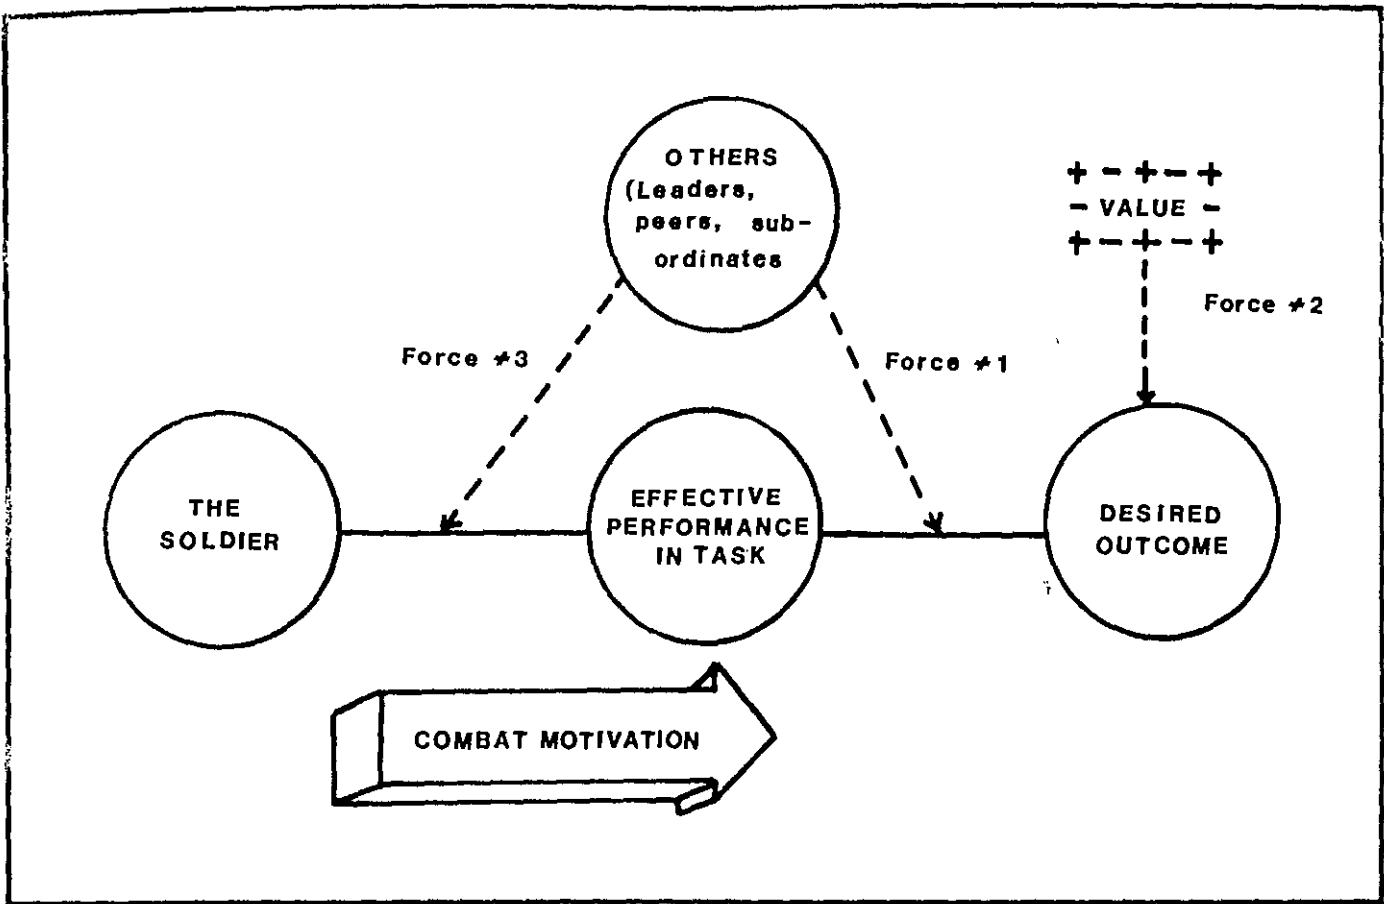 OTHERS
(Leaders,
peers, sub-
ordinates
+ - + - +
- VALUE -
+ - + - +
Force #2
Force #3
Force #1
THE
SOLDIER
EFFECTIVE
PERFORMANCE
IN TASK
DESIRED
OUTCOME
COMBAT MOTIVATION